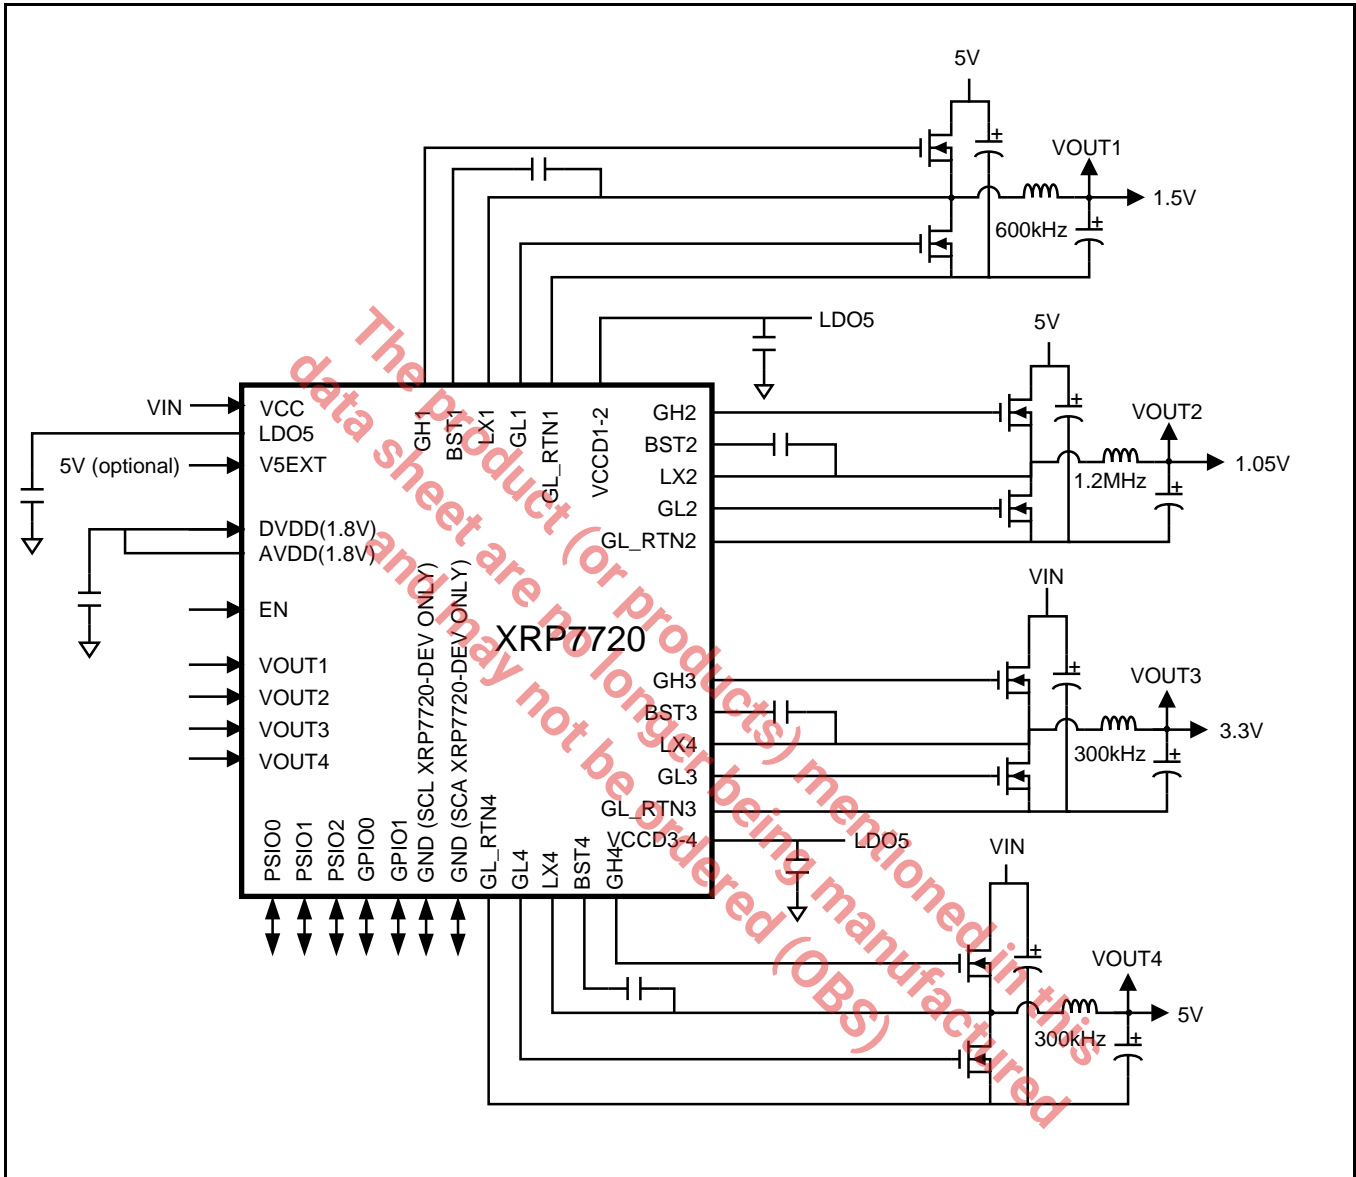 5V
VOUT1
1.5V
600kHz
LDO5
5V
VOUT2
1.05V
1.2MHz
VIN
VOUT3
3.3V
300kHz
LDO5
VIN
VOUT4
5V
300kHz
VIN
5V (optional)
VCC
LDO5
V5EXT
DVDD(1.8V)
AVDD(1.8V)
EN
VOUT1
VOUT2
VOUT3
VOUT4
GH1
BST1
LX1
GL1
GL_RTN1
VCCD1-2
GH2
BST2
LX2
GL2
GL_RTN2
XRP7720
GH3
BST3
LX4
GL3
GL_RTN3
VCCD3-4
PSIO0
PSIO1
PSIO2
GPIO0
GPIO1
GND (SCL XRP7720-DEV ONLY)
GND (SCA XRP7720-DEV ONLY)
GL_RTN4
GL4
LX4
BST4
GH4
The product (or products) mentioned in this
data sheet are no longer being manufactured
and may not be ordered (OBS)